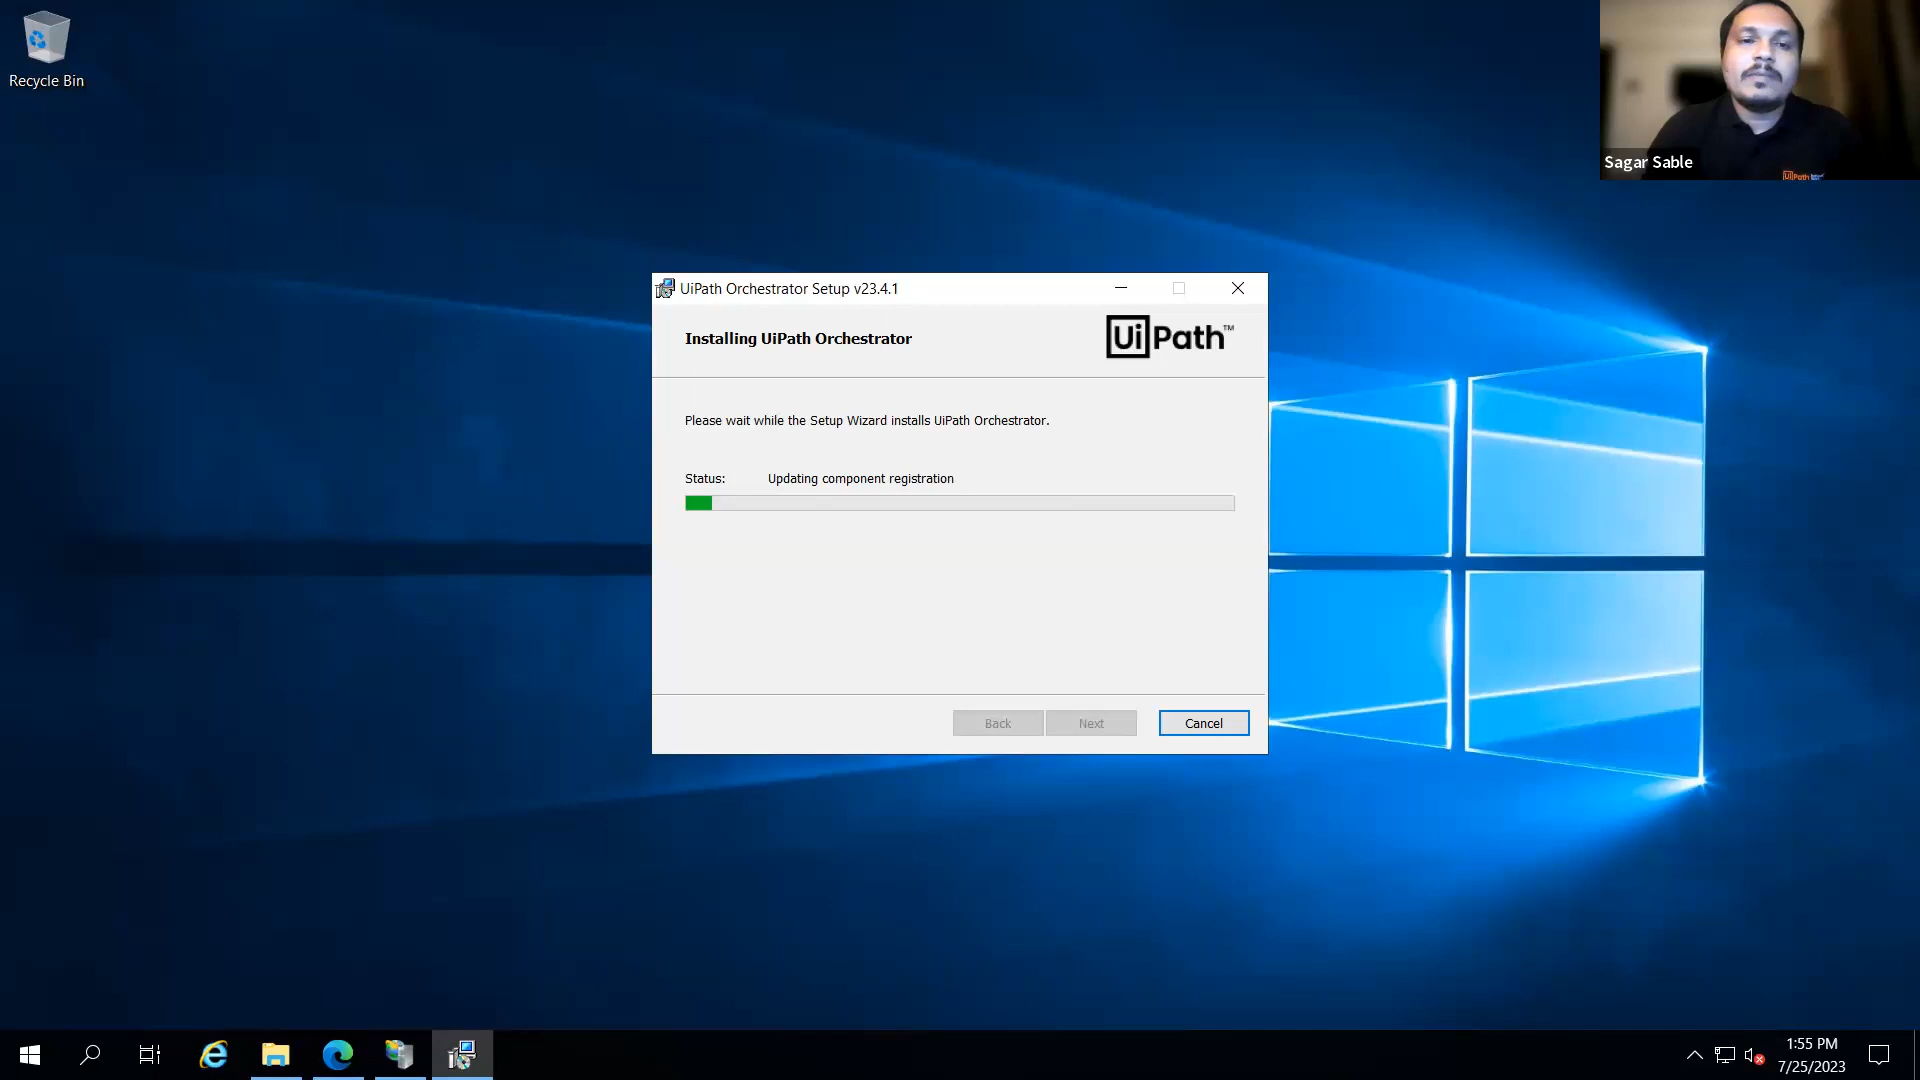 Recycle Bin
Sagar Sable
UiPath
UiPath Orchestrator Setup v23.4.1
Installing UiPath Orchestrator
UiPath™
Please wait while the Setup Wizard installs UiPath Orchestrator.
Status: Updating component registration
Back Next Cancel
1:55 PM
7/25/2023